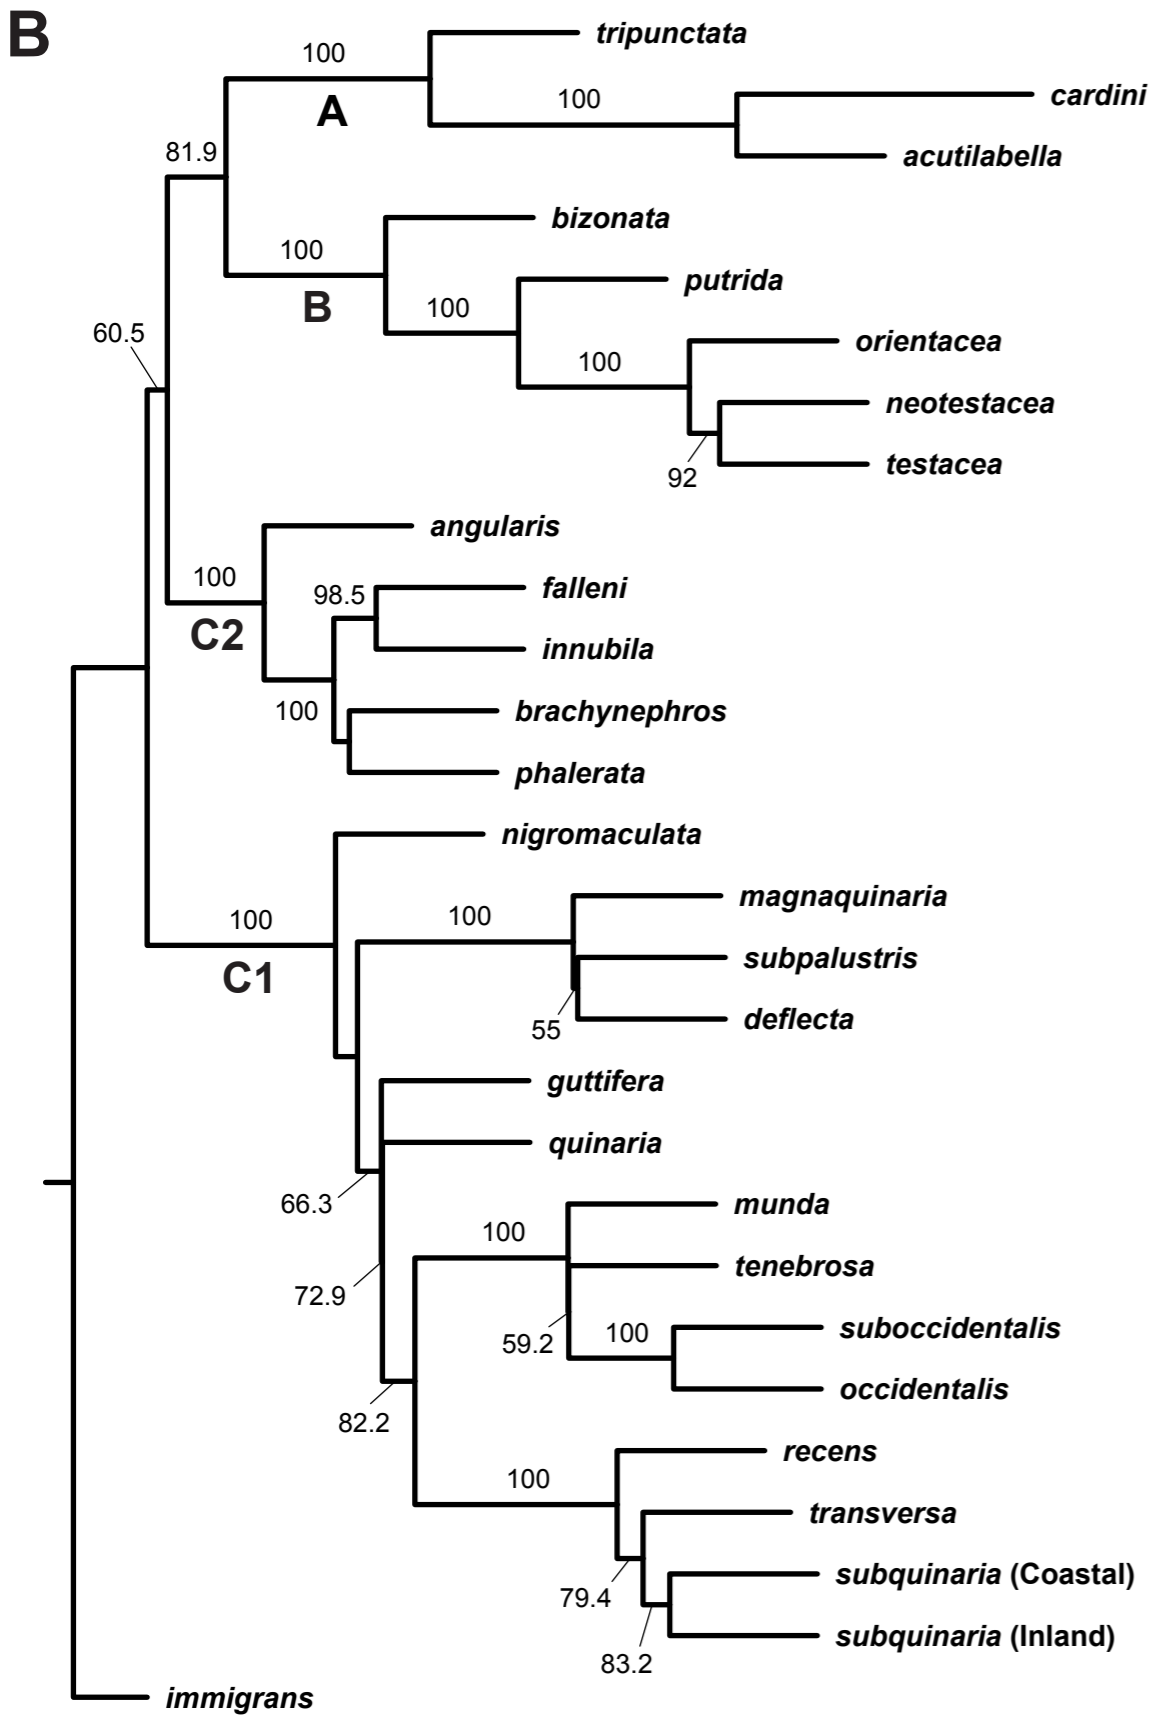 B
tripunctata
100
A
100
cardini
acutilabella
81.9
bizonata
100
B
putrida
100
orientacea
60.5
100
neotestacea
testacea
92
angularis
100
C2
98.5
falleni
innubila
100
brachynephros
phalerata
nigromaculata
100
C1
100
magnaquinaria
subpalustris
deflecta
55
guttifera
quinaria
66.3
munda
100
tenebrosa
72.9
59.2
100
suboccidentalis
occidentalis
82.2
recens
100
transversa
subquinaria (Coastal)
79.4
subquinaria (Inland)
83.2
immigrans